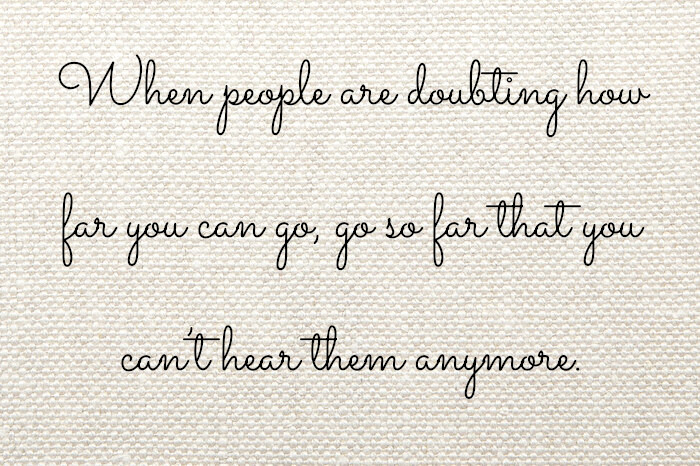 When people are doubting how
far you can go, go so far that you
can't hear them anymore.